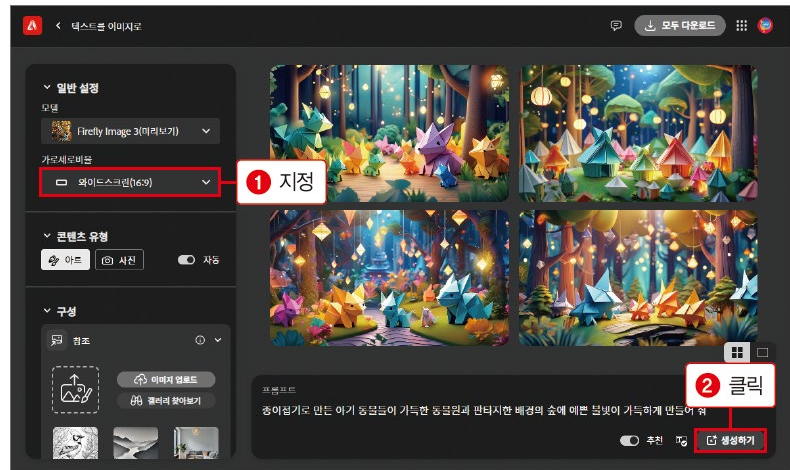 텍스트를 이미지로
모두 다운로드
일반 설정
모델
Firefly Image 3(미리보기)
가로세로비율
와이드스크린(16:9)
1 지정
콘텐츠 유형
아트
사진
자동
구성
참조
이미지 업로드
갤러리 찾아보기
프롬프트
종이접기로 만든 아기 동물들이 가득한 동물원과 판타지한 배경의 숲에 예쁜 불빛이 가득하게 만들어 줘
2 클릭
추천
생성하기